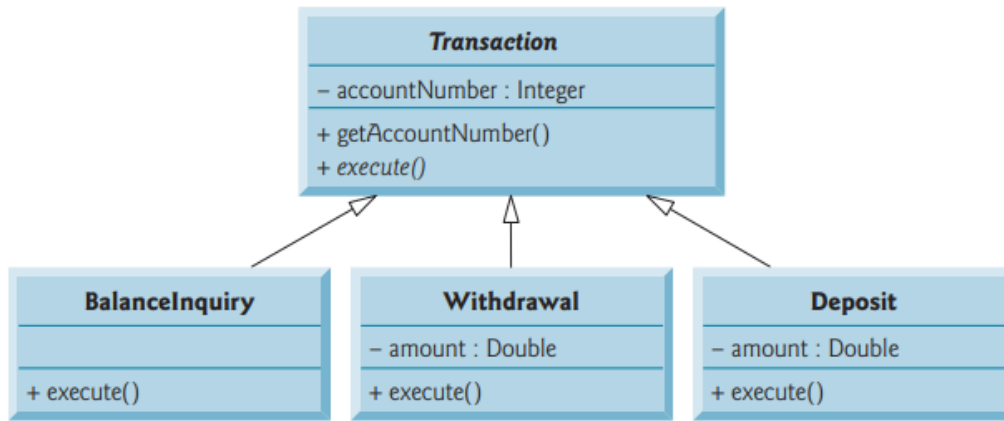 Transaction
– accountNumber : Integer
+ getAccountNumber()
+ execute()
BalanceInquiry
+ execute()
Withdrawal
– amount : Double
+ execute()
Deposit
– amount : Double
+ execute()